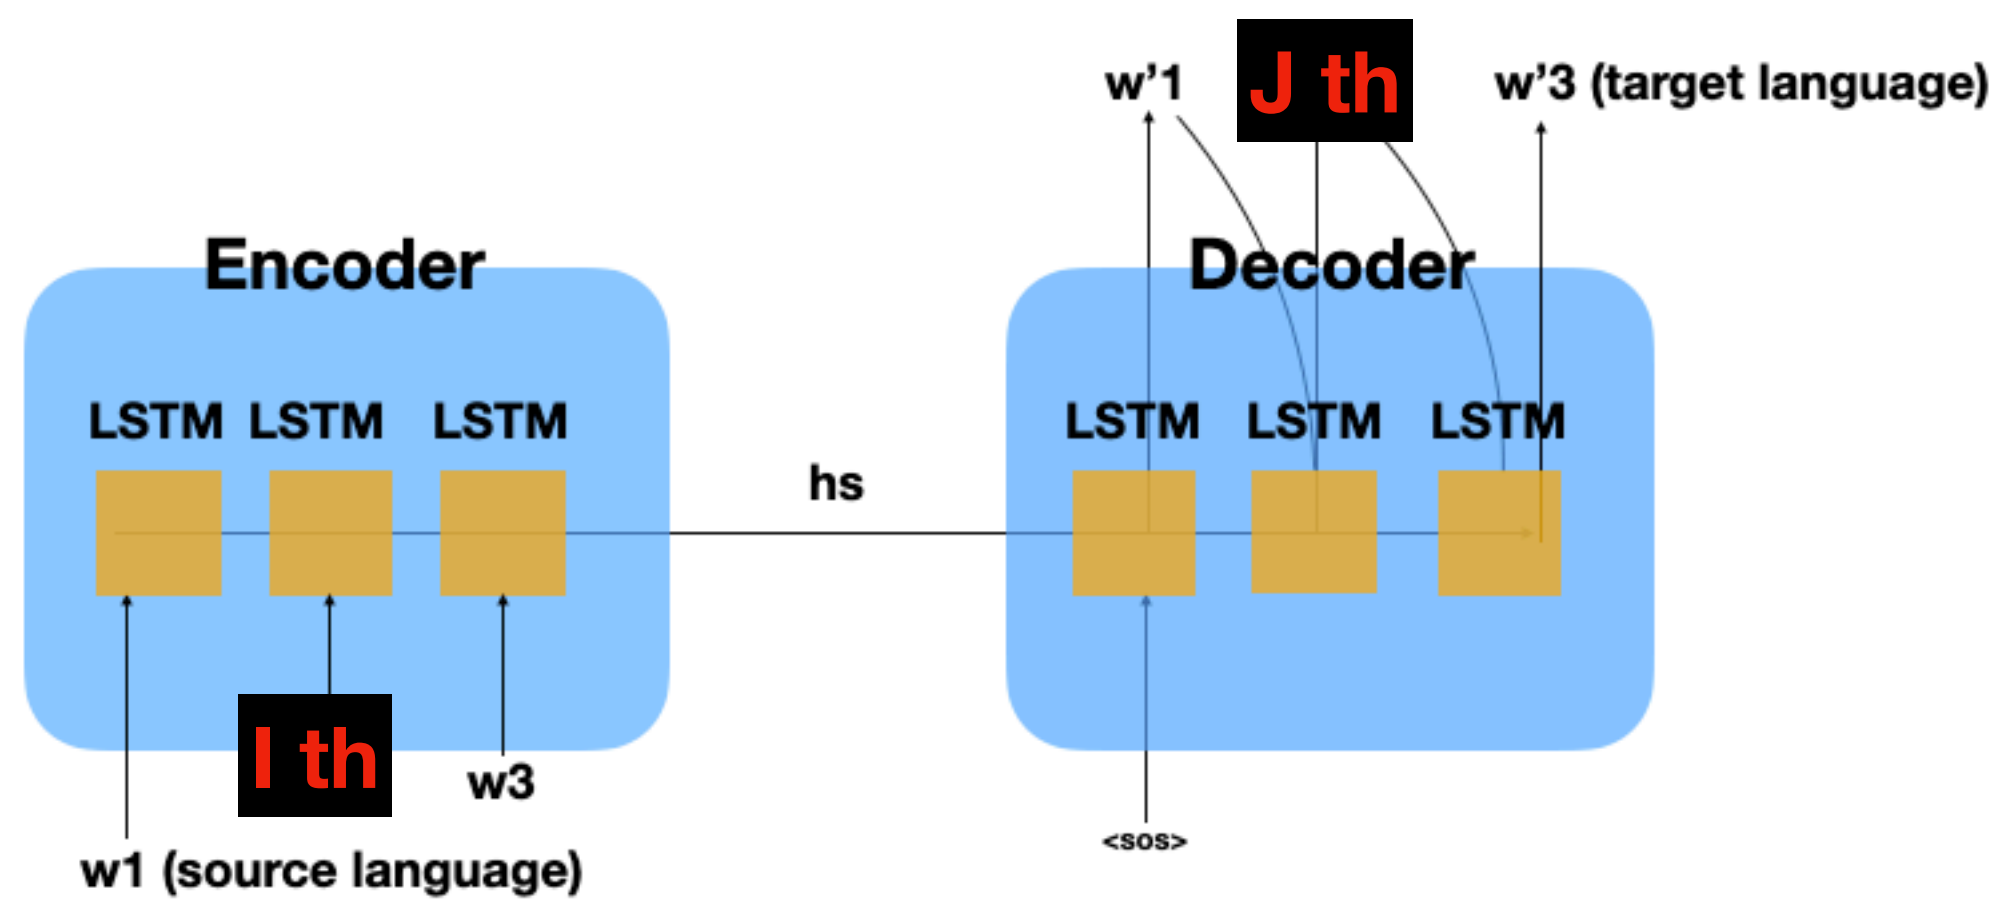 w’1
J th
w’3 (target language)
Encoder
Decoder
LSTM LSTM LSTM
LSTM LSTM LSTM
hs
I th
w3
w1 (source language)
<sos>